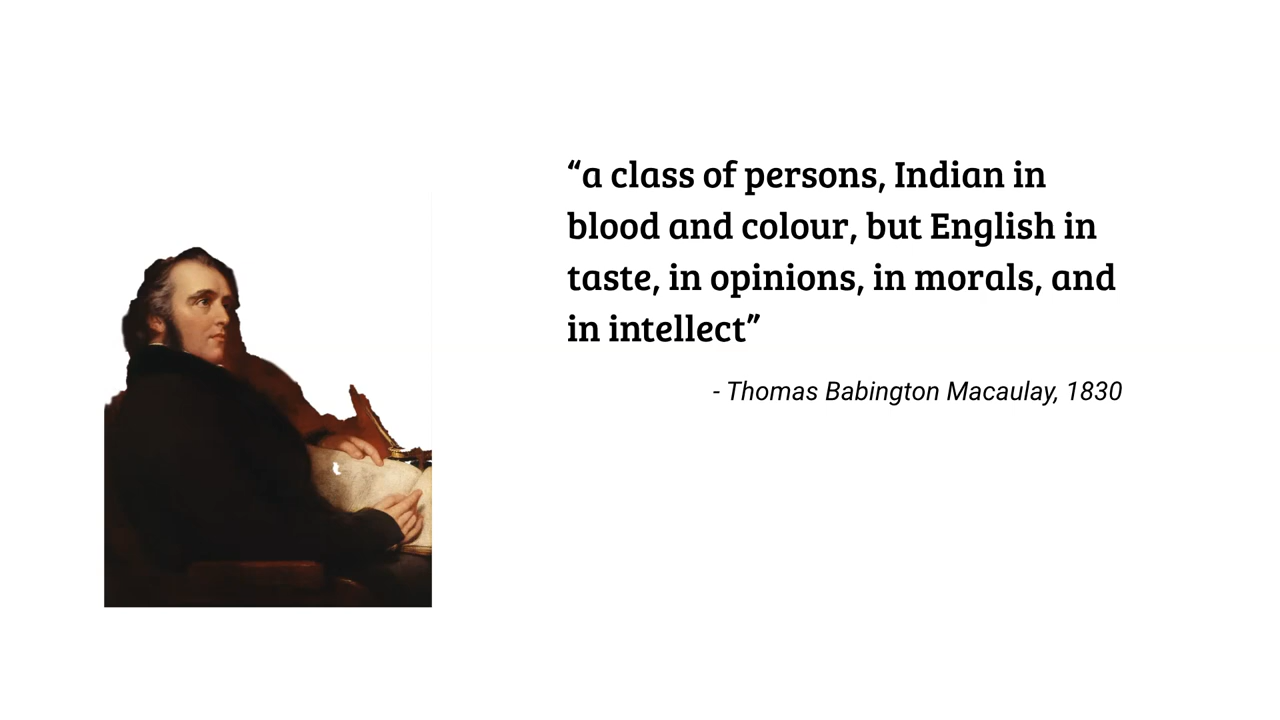 “a class of persons, Indian in
blood and colour, but English in
taste, in opinions, in morals, and
in intellect”
- Thomas Babington Macaulay, 1830